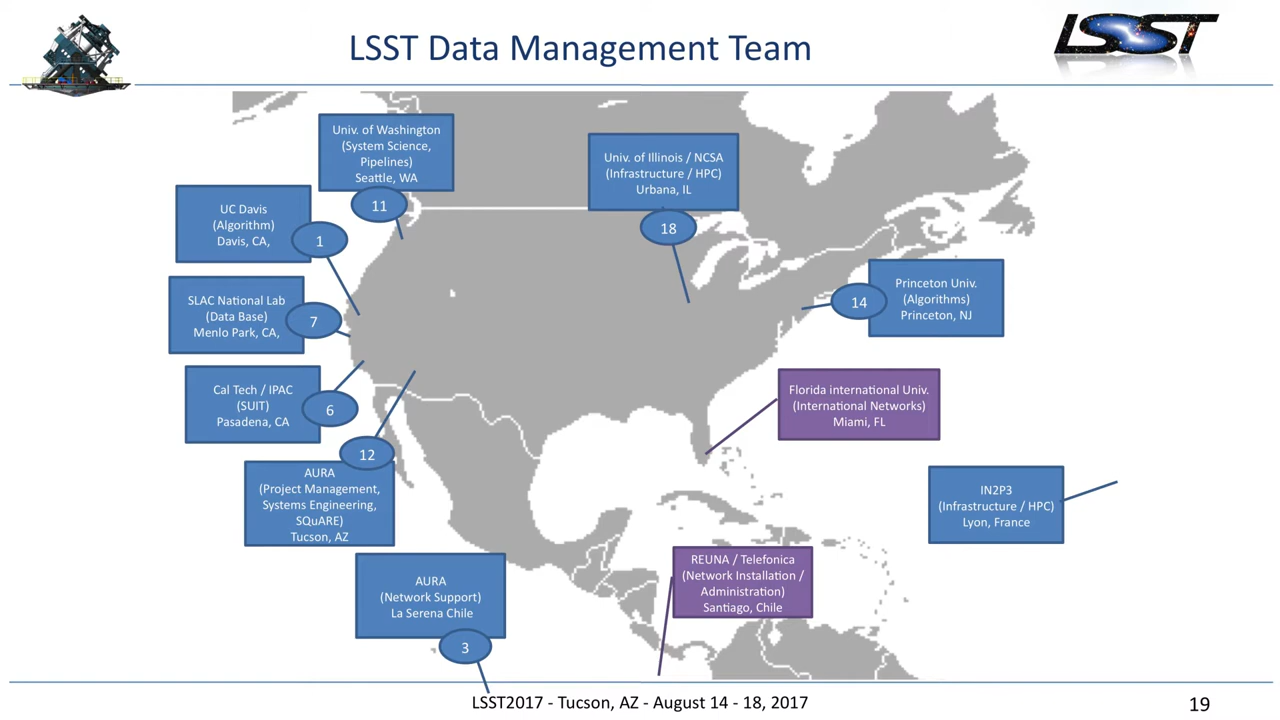 LSST Data Management Team
LSST
Univ. of Washington
(System Science,
Pipelines)
Seattle, WA
11
Univ. of Illinois / NCSA
(Infrastructure / HPC)
Urbana, IL
18
UC Davis
(Algorithm)
Davis, CA,
1
SLAC National Lab
(Data Base)
Menlo Park, CA,
7
Princeton Univ.
(Algorithms)
Princeton, NJ
14
Cal Tech / IPAC
(SUIT)
Pasadena, CA
6
Florida international Univ.
(International Networks)
Miami, FL
12
AURA
(Project Management,
Systems Engineering,
SQuARE)
Tucson, AZ
IN2P3
(Infrastructure / HPC)
Lyon, France
AURA
(Network Support)
La Serena Chile
3
REUNA / Telefonica
(Network Installation /
Administration)
Santiago, Chile
LSST2017 - Tucson, AZ - August 14 - 18, 2017
19